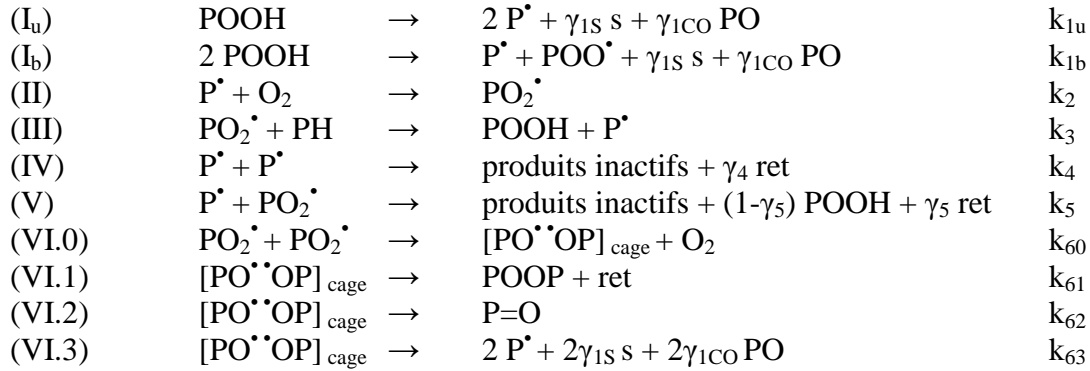 (Iᵤ) POOH → 2 P• + γ1S s + γ1CO PO k1u
(I_b) 2 POOH → P• + POO• + γ1S s + γ1CO PO k1b
(II) P• + O2 → PO2• k2
(III) PO2• + PH → POOH + P• k3
(IV) P• + P• → produits inactifs + γ4 ret k4
(V) P• + PO2• → produits inactifs + (1-γ5) POOH + γ5 ret k5
(VI.0) PO2• + PO2• → [PO••OP] cage + O2 k60
(VI.1) [PO••OP] cage → POOP + ret k61
(VI.2) [PO••OP] cage → P=O k62
(VI.3) [PO••OP] cage → 2 P• + 2γ1S s + 2γ1CO PO k63